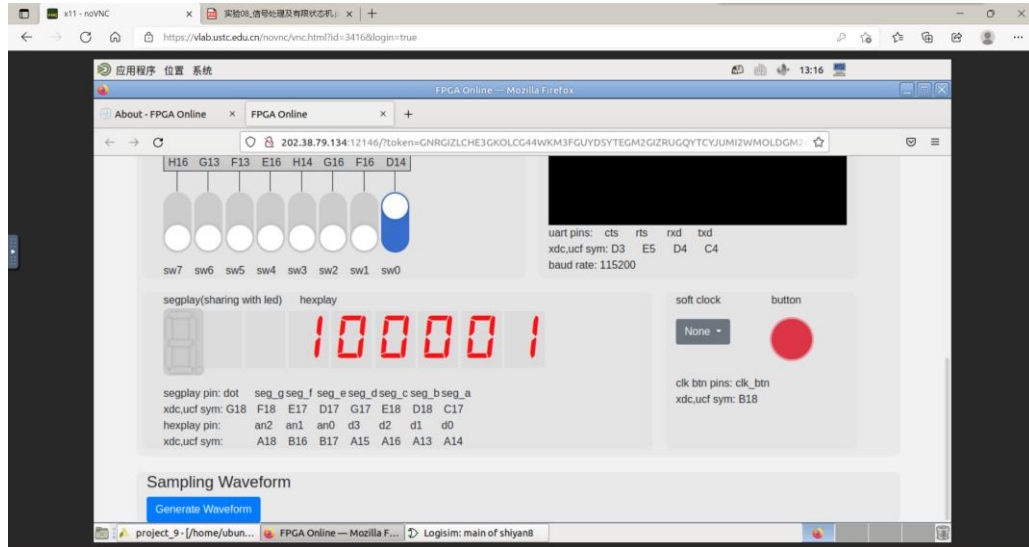 x11 - noVNC
实验08_信号处理及有限状态机.p
https://vlab.ustc.edu.cn/novnc/vnc.html?id=3416&login=true
应用程序 位置 系统
13:16
FPGA Online — Mozilla Firefox
About - FPGA Online
FPGA Online
H16 G13 F13 E16 H14 G16 F16 D14
sw7 sw6 sw5 sw4 sw3 sw2 sw1 sw0
uart pins: cts rts rxd txd
xdc,ucf sym: D3 E5 D4 C4
baud rate: 115200
segplay(sharing with led) hexplay
100001
segplay pin: dot seg_g seg_f seg_e seg_d seg_c seg_b seg_a
xdc,ucf sym: G18 F18 E17 D17 G17 E18 D18 C17
hexplay pin: an2 an1 an0 d3 d2 d1 d0
xdc,ucf sym: A18 B16 B17 A15 A16 A13 A14
soft clock button
None
clk btn pins: clk_btn
xdc,ucf sym: B18
Sampling Waveform
Generate Waveform
project_9 - [/home/ubun...
FPGA Online — Mozilla F...
Logisim: main of shiyan8